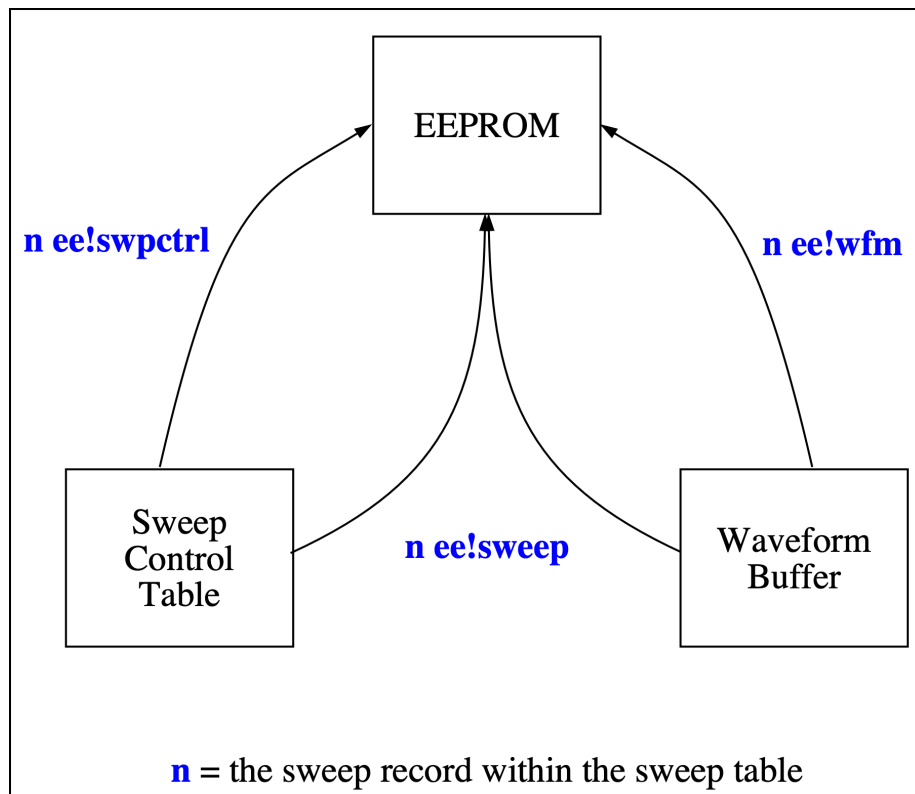 EEPROM
n ee!swpctrl
n ee!wfm
Sweep
Control
Table
n ee!sweep
Waveform
Buffer
n = the sweep record within the sweep table